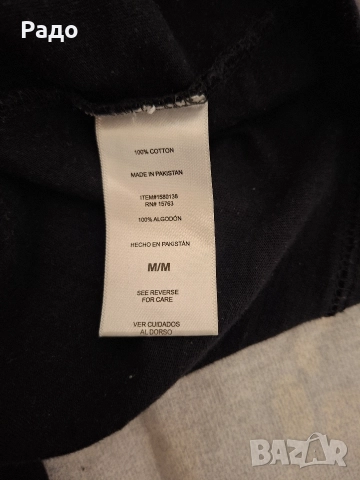 Радо
100% COTTON
MADE IN PAKISTAN
ITEM#1580136
RN# 15763
100% ALGODÓN
HECHO EN PAKISTÁN
M/M
SEE REVERSE
FOR CARE
VER CUIDADOS
AL DORSO
BAZAR